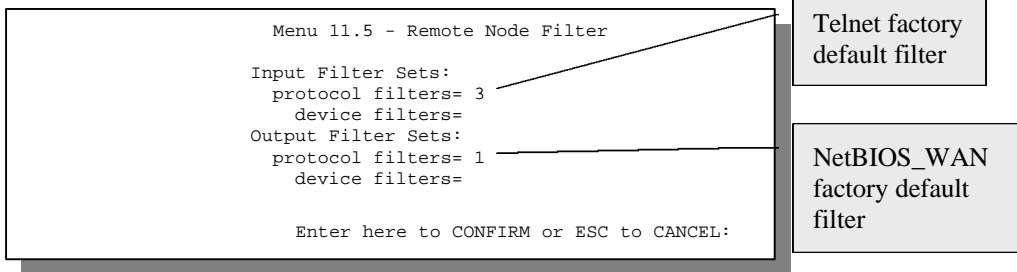 Menu 11.5 - Remote Node Filter
Input Filter Sets:
protocol filters= 3
device filters=
Output Filter Sets:
protocol filters= 1
device filters=
Enter here to CONFIRM or ESC to CANCEL:
Telnet factory
default filter
NetBIOS_WAN
factory default
filter